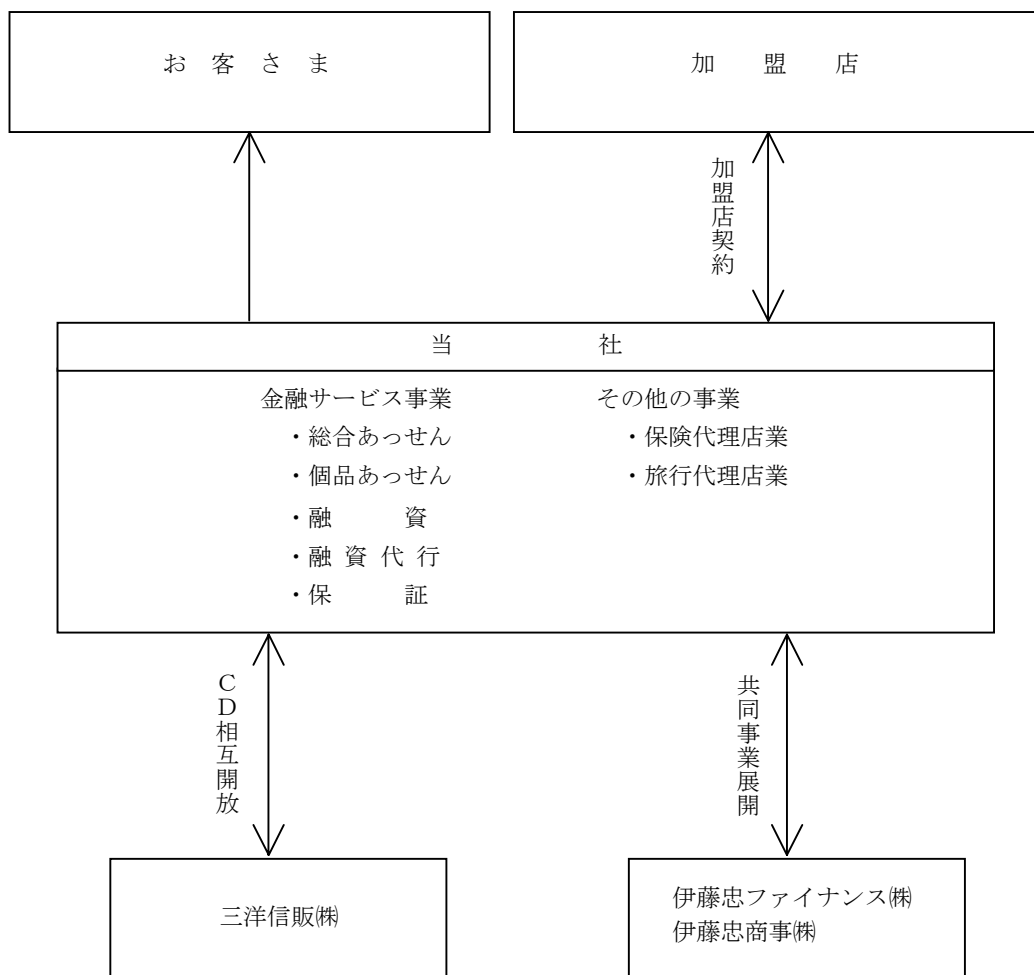 お客さま
加盟店
加盟店契約
当社
金融サービス事業
・総合あっせん
・個品あっせん
・融資
・融資代行
・保証
その他の事業
・保険代理店業
・旅行代理店業
CD相互開放
共同事業展開
三洋信販㈱
伊藤忠ファイナンス㈱
伊藤忠商事㈱